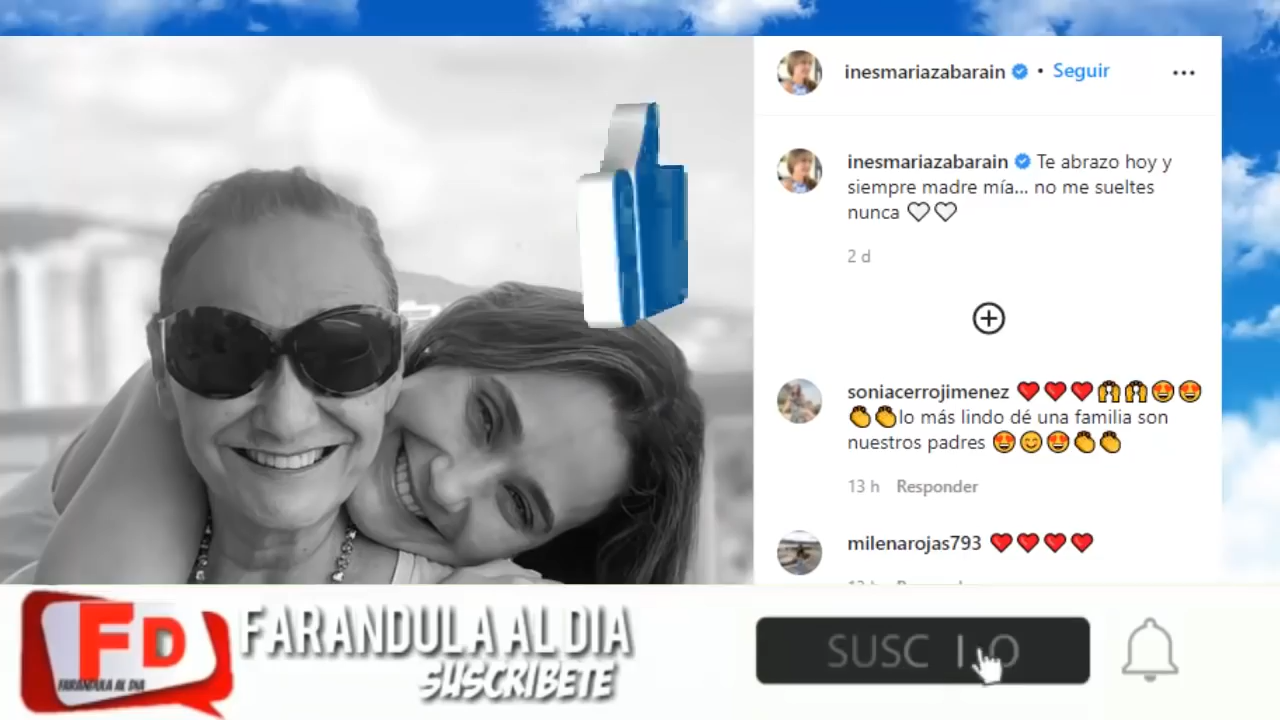 inesmariazabarain • Seguir
inesmariazabarain Te abrazo hoy y
siempre madre mía... no me sueltes
nunca 🤍🤍
2 d
soniacerrojimenez ❤️❤️❤️🙌🙌😍😍
👏👏lo más lindo dé una familia son
nuestros padres 😍😊😍👏👏
13 h Responder
milenarojas793 ❤️❤️❤️❤️
FD
FARANDULA AL DIA
FARANDULA AL DIA
SUSCRIBETE